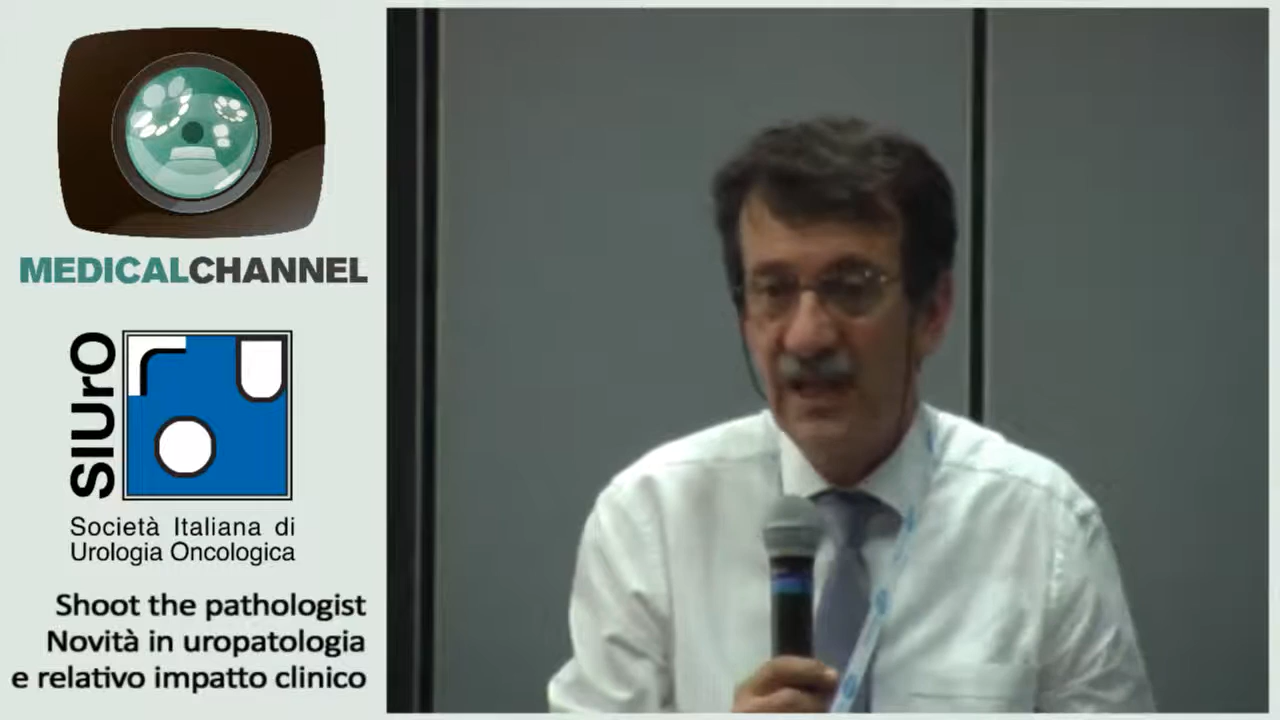 MEDICALCHANNEL
SIUrO
Società Italiana di
Urologia Oncologica
Shoot the pathologist
Novità in uropatologia
e relativo impatto clinico